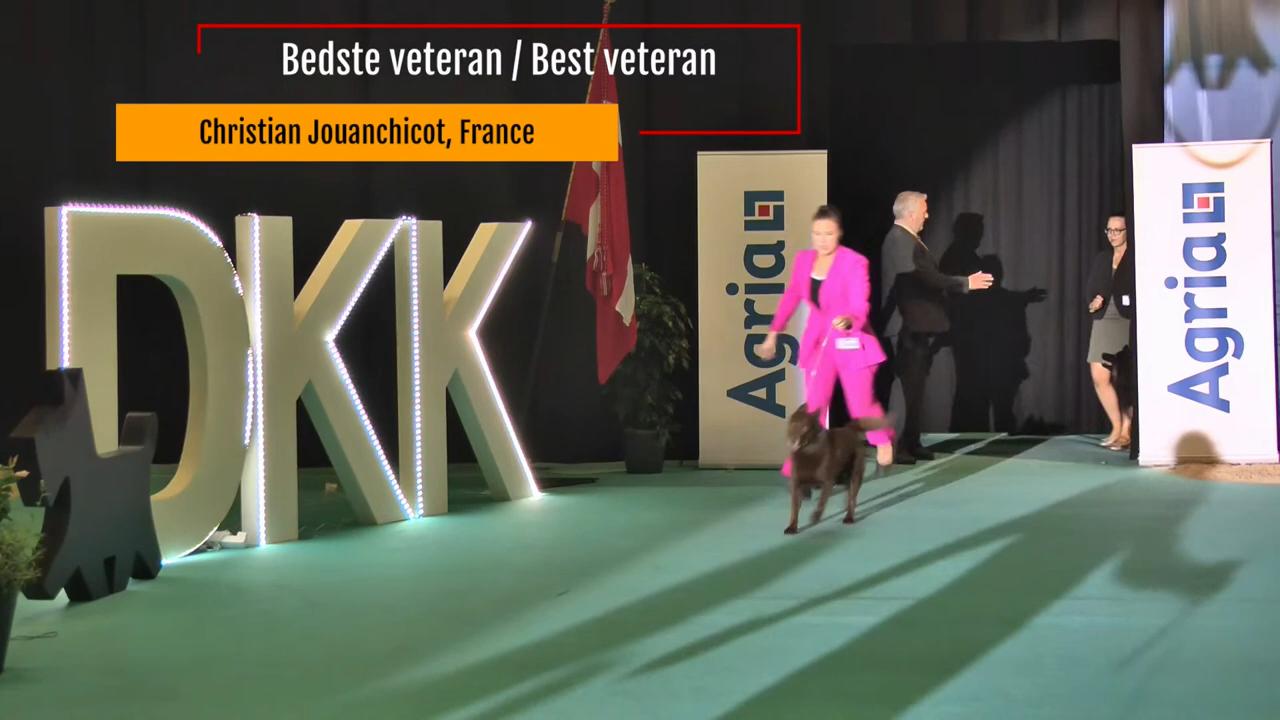 Bedste veteran / Best veteran
Christian Jouanchicot, France
DKK
Agria
Agria